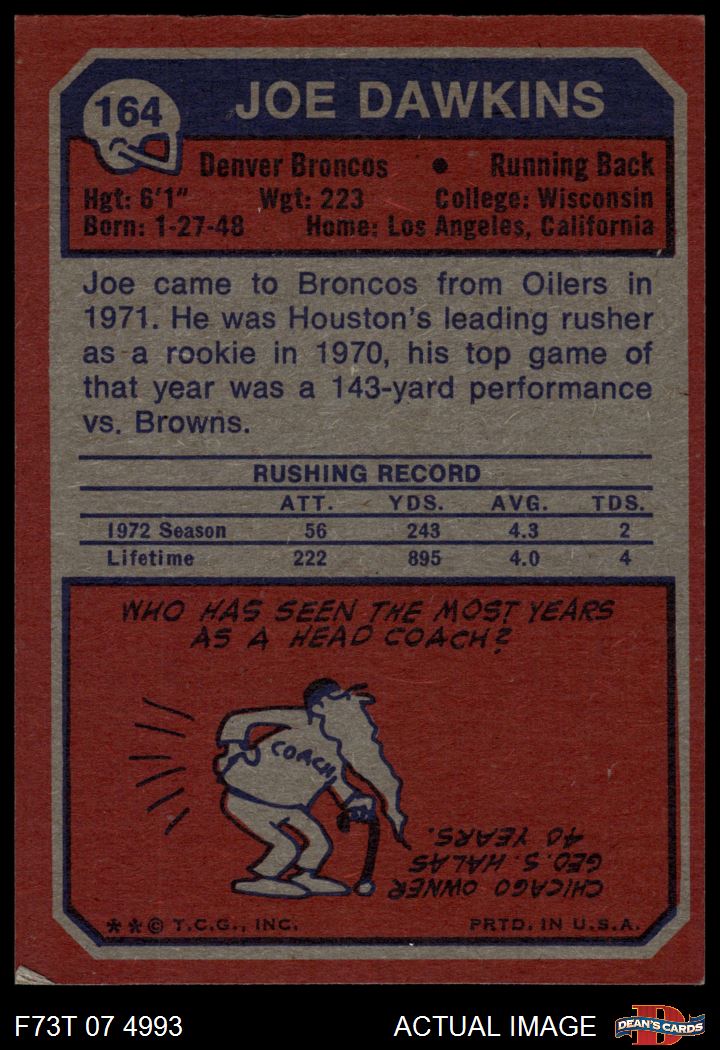 164
JOE DAWKINS
Denver Broncos • Running Back
Hgt: 6'1" Wgt: 223 College: Wisconsin
Born: 1-27-48 Home: Los Angeles, California
Joe came to Broncos from Oilers in
1971. He was Houston's leading rusher
as a rookie in 1970, his top game of
that year was a 143-yard performance
vs. Browns.
RUSHING RECORD
ATT. YDS. AVG. TDS.
1972 Season 56 243 4.3 2
Lifetime 222 895 4.0 4
WHO HAS SEEN THE MOST YEARS
AS A HEAD COACH?
COACH
CHICAGO OWNER
GEO. S. HALAS
40 YEARS.
**© T.C.G., INC. PRTD. IN U.S.A.
F73T 07 4993 ACTUAL IMAGE
D
DEAN'S CARDS